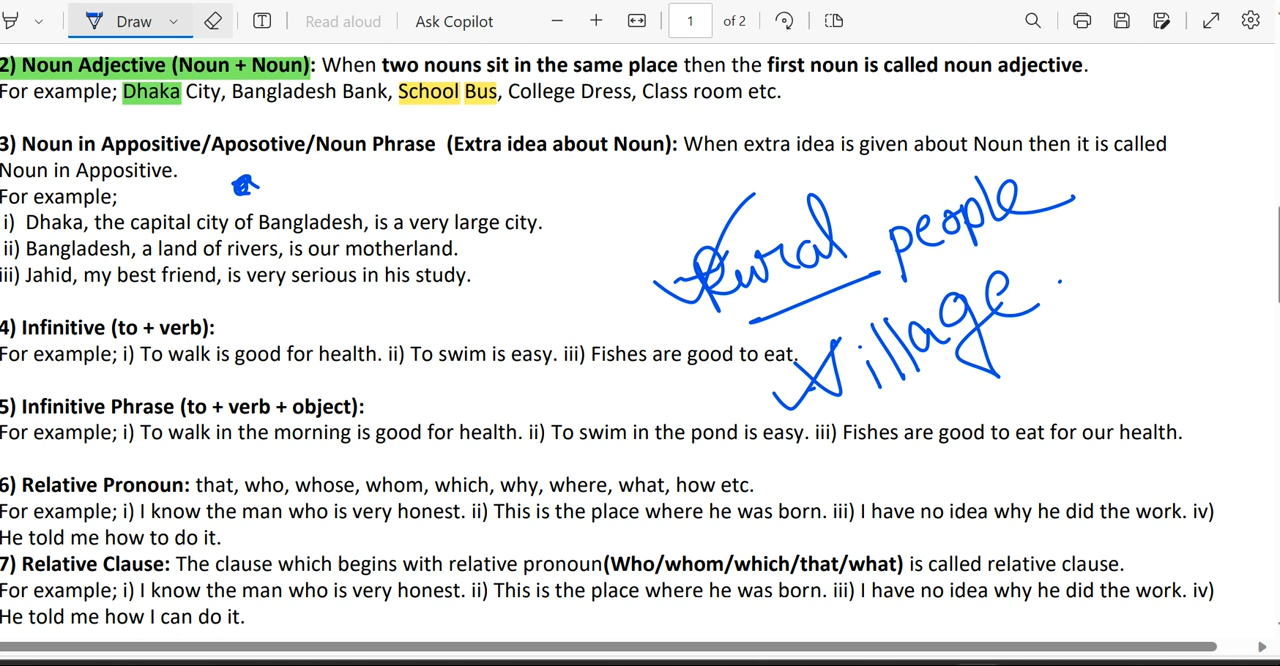 Draw
Read aloud
Ask Copilot
1
of 2
2) Noun Adjective (Noun + Noun): When two nouns sit in the same place then the first noun is called noun adjective.
For example; Dhaka City, Bangladesh Bank, School Bus, College Dress, Class room etc.
3) Noun in Appositive/Aposotive/Noun Phrase (Extra idea about Noun): When extra idea is given about Noun then it is called
Noun in Appositive.
For example;
i) Dhaka, the capital city of Bangladesh, is a very large city.
ii) Bangladesh, a land of rivers, is our motherland.
iii) Jahid, my best friend, is very serious in his study.
Rural people
Village.
4) Infinitive (to + verb):
For example; i) To walk is good for health. ii) To swim is easy. iii) Fishes are good to eat.
5) Infinitive Phrase (to + verb + object):
For example; i) To walk in the morning is good for health. ii) To swim in the pond is easy. iii) Fishes are good to eat for our health.
6) Relative Pronoun: that, who, whose, whom, which, why, where, what, how etc.
For example; i) I know the man who is very honest. ii) This is the place where he was born. iii) I have no idea why he did the work. iv)
He told me how to do it.
7) Relative Clause: The clause which begins with relative pronoun(Who/whom/which/that/what) is called relative clause.
For example; i) I know the man who is very honest. ii) This is the place where he was born. iii) I have no idea why he did the work. iv)
He told me how I can do it.